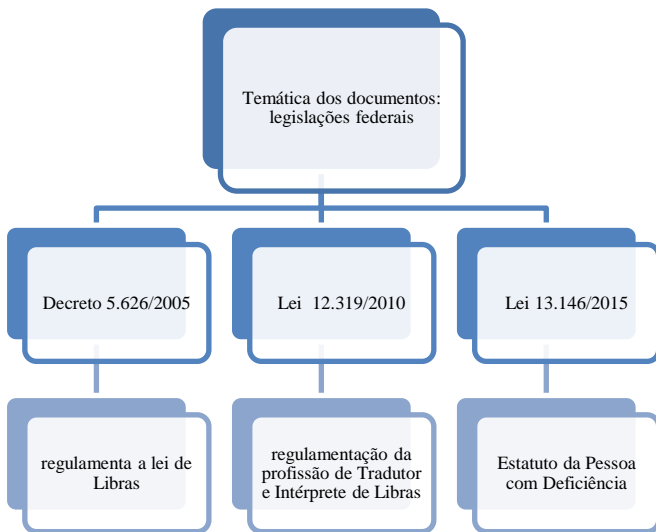 Temática dos documentos:
legislações federais
Decreto 5.626/2005
Lei 12.319/2010
Lei 13.146/2015
regulamenta a lei de
Libras
regulamentação da
profissão de Tradutor
e Intérprete de Libras
Estatuto da Pessoa
com Deficiência